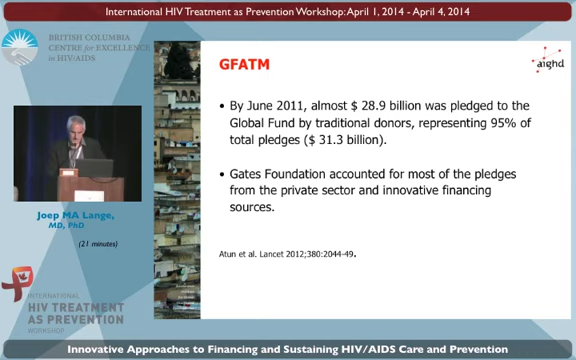 International HIV Treatment as Prevention Workshop: April 1, 2014 - April 4, 2014
BRITISH COLUMBIA
CENTRE for EXCELLENCE
in HIV/AIDS
GFATM
aighd
• By June 2011, almost $ 28.9 billion was pledged to the
Global Fund by traditional donors, representing 95% of
total pledges ($ 31.3 billion).
• Gates Foundation accounted for most of the pledges
from the private sector and innovative financing
sources.
Atun et al. Lancet 2012;380:2044-49.
Joep MA Lange,
MD, PhD
(21 minutes)
INTERNATIONAL
HIV TREATMENT
AS PREVENTION
WORKSHOP
Innovative Approaches to Financing and Sustaining HIV/AIDS Care and Prevention